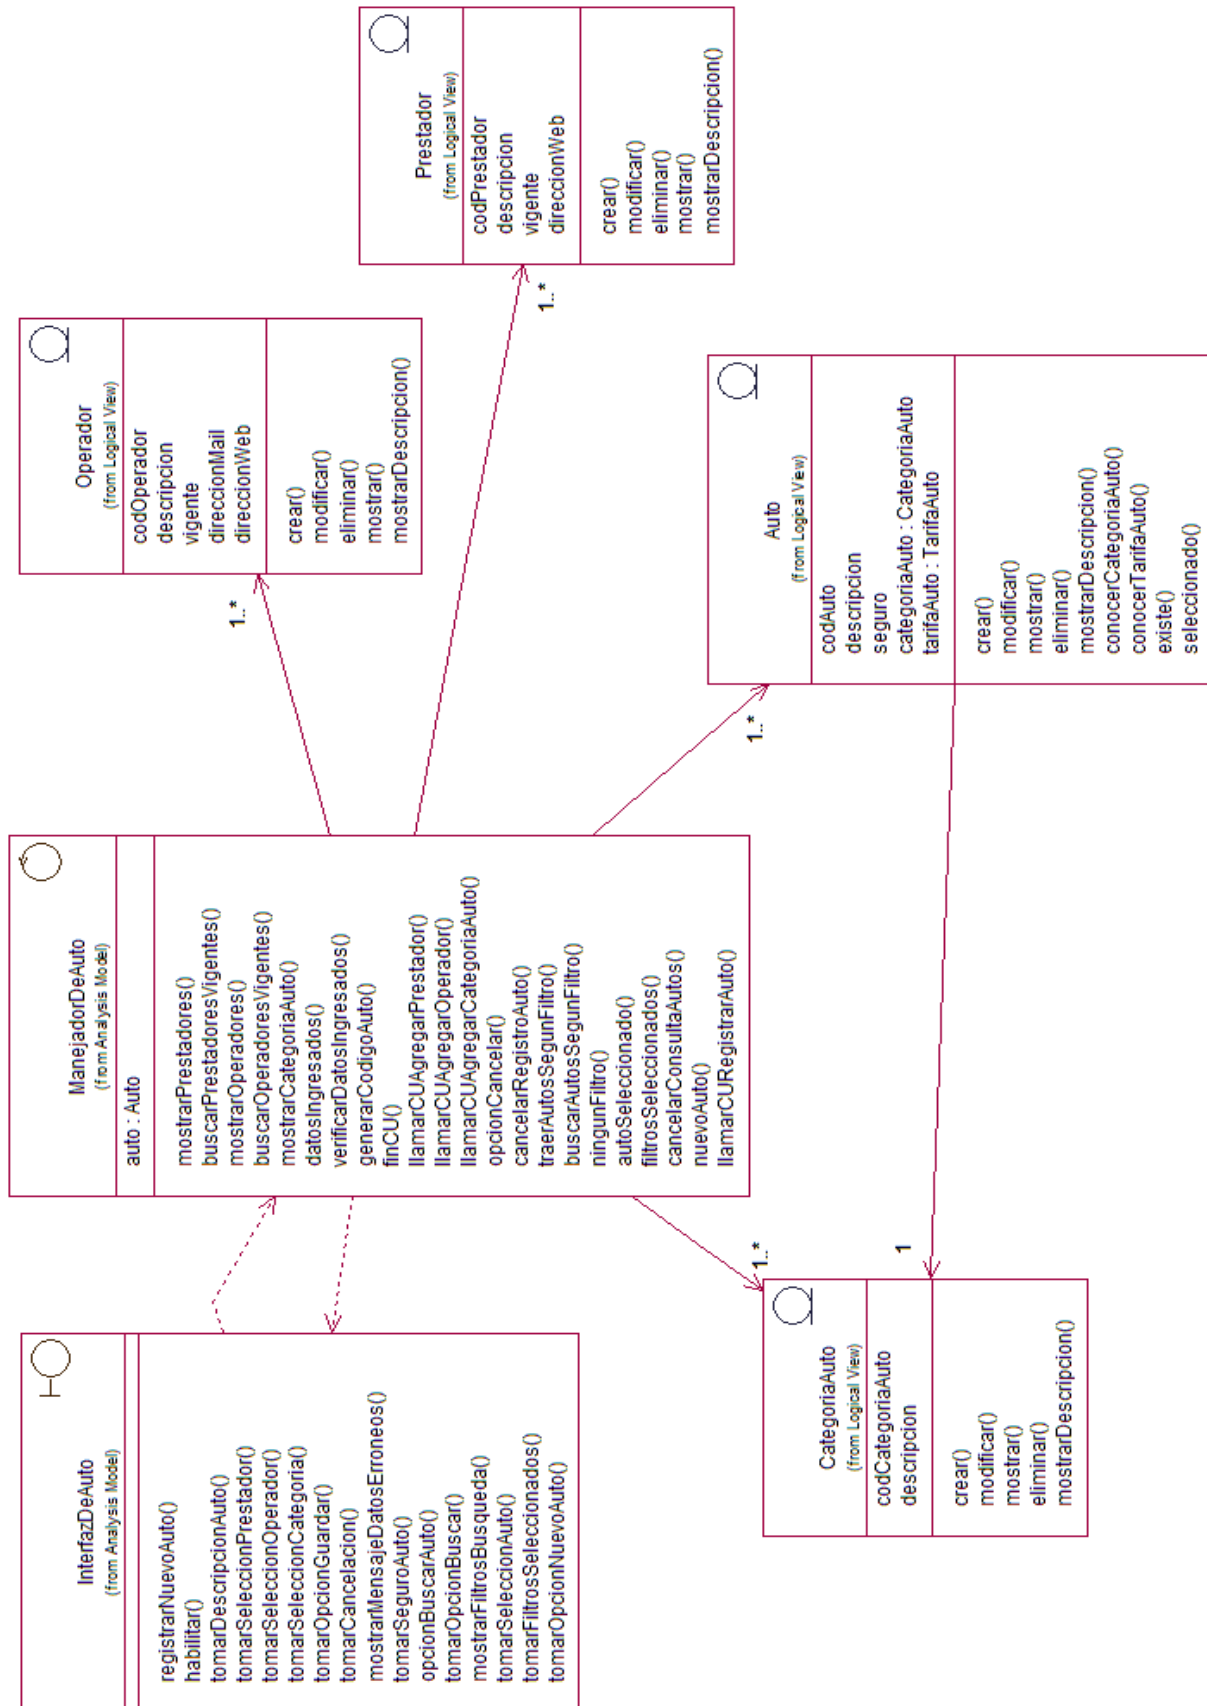 InterfazDeAuto
(from Analysis Model)
registrarNuevoAuto()
habilitar()
tomarDescripcionAuto()
tomarSeleccionPrestador()
tomarSeleccionOperador()
tomarSeleccionCategoria()
tomarOpcionGuardar()
tomarCancelacion()
mostrarMensajeDatosErroneos()
tomarSeguroAuto()
opcionBuscarAuto()
tomarOpcionBuscar()
mostrarFiltrosBusqueda()
tomarSeleccionAuto()
tomarFiltrosSeleccionados()
tomarOpcionNuevoAuto()
ManejadorDeAuto
(from Analysis Model)
auto : Auto
mostrarPrestadores()
buscarPrestadoresVigentes()
mostrarOperadores()
buscarOperadoresVigentes()
mostrarCategoriaAuto()
datosIngresados()
verificarDatosIngresados()
generarCodigoAuto()
finCU()
llamarCUAgregarPrestador()
llamarCUAgregarOperador()
llamarCUAgregarCategoriaAuto()
opcionCancelar()
cancelarRegistroAuto()
traerAutosSegunFiltro()
buscarAutosSegunFiltro()
ningunFiltro()
autoSeleccionado()
filtrosSeleccionados()
cancelarConsultaAutos()
nuevoAuto()
llamarCURegistrarAuto()
Operador
(from Logical View)
codOperador
descripcion
vigente
direccionMail
direccionWeb
crear()
modificar()
eliminar()
mostrar()
mostrarDescripcion()
1..*
Prestador
(from Logical View)
codPrestador
descripcion
vigente
direccionWeb
crear()
modificar()
eliminar()
mostrar()
mostrarDescripcion()
1..*
CategoriaAuto
(from Logical View)
codCategoriaAuto
descripcion
crear()
modificar()
mostrar()
eliminar()
mostrarDescripcion()
1..*
1
Auto
(from Logical View)
codAuto
descripcion
seguro
categoriaAuto : CategoriaAuto
tarifaAuto : TarifaAuto
crear()
modificar()
mostrar()
eliminar()
mostrarDescripcion()
conocerCategoriaAuto()
conocerTarifaAuto()
existe()
seleccionado()
1..*